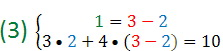 (3) { 1 = 3 − 2
3 • 2 + 4 • (3 − 2) = 10